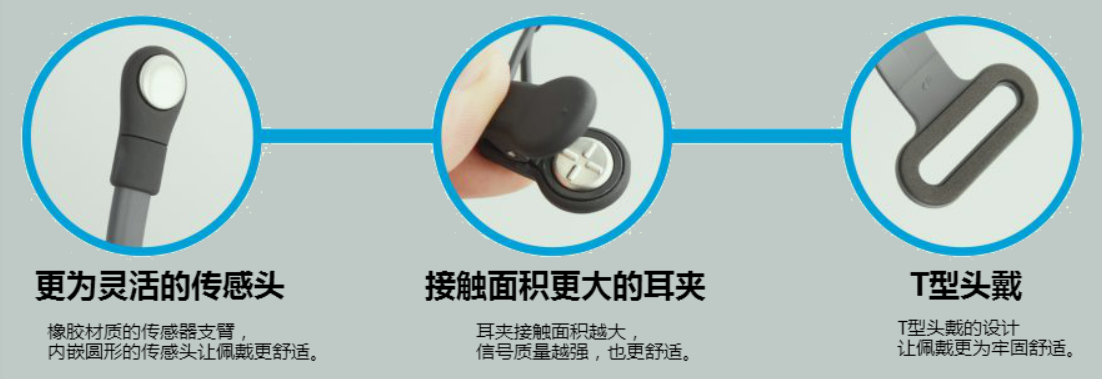 更为灵活的传感头
橡胶材质的传感器支臂，
内嵌圆形的传感头让佩戴更舒适。
接触面积更大的耳夹
耳夹接触面积越大，
信号质量越强，也更舒适。
T型头戴
T型头戴的设计
让佩戴更为牢固舒适。